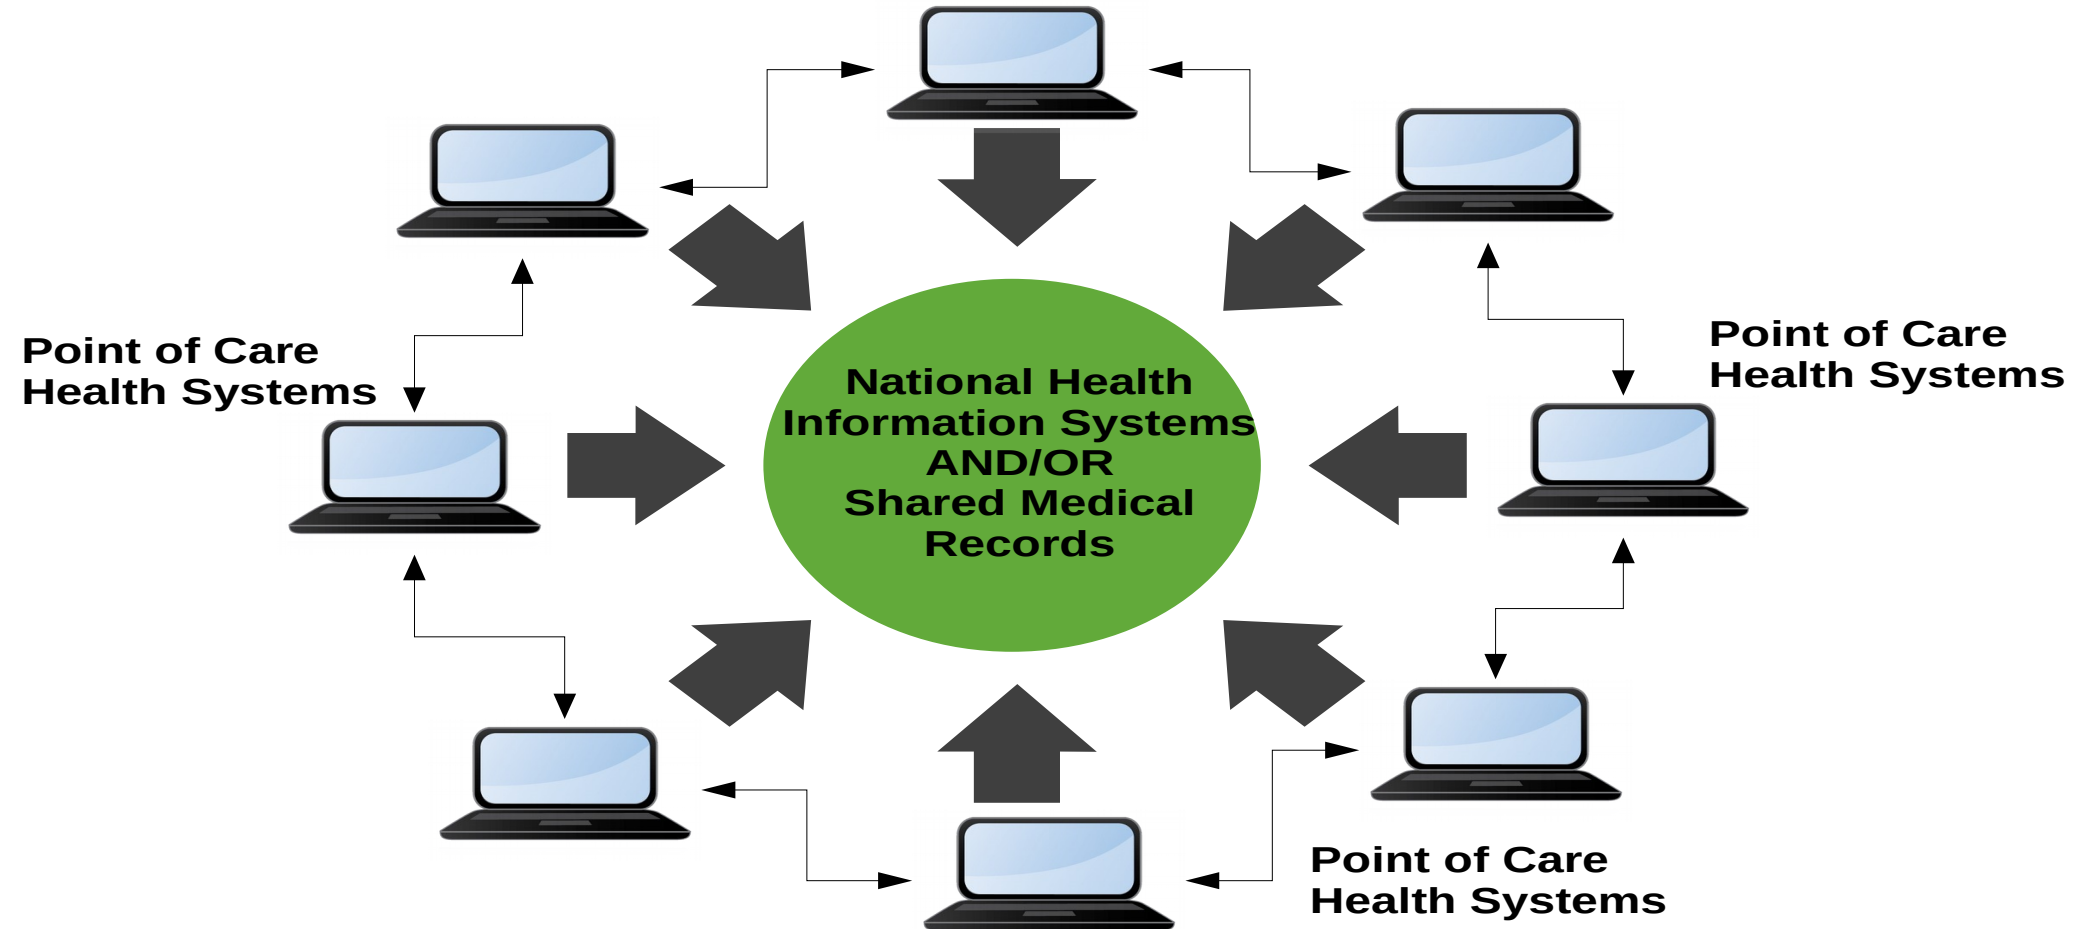 Point of Care
Health Systems
National Health
Information Systems
AND/OR
Shared Medical
Records
Point of Care
Health Systems
Point of Care
Health Systems